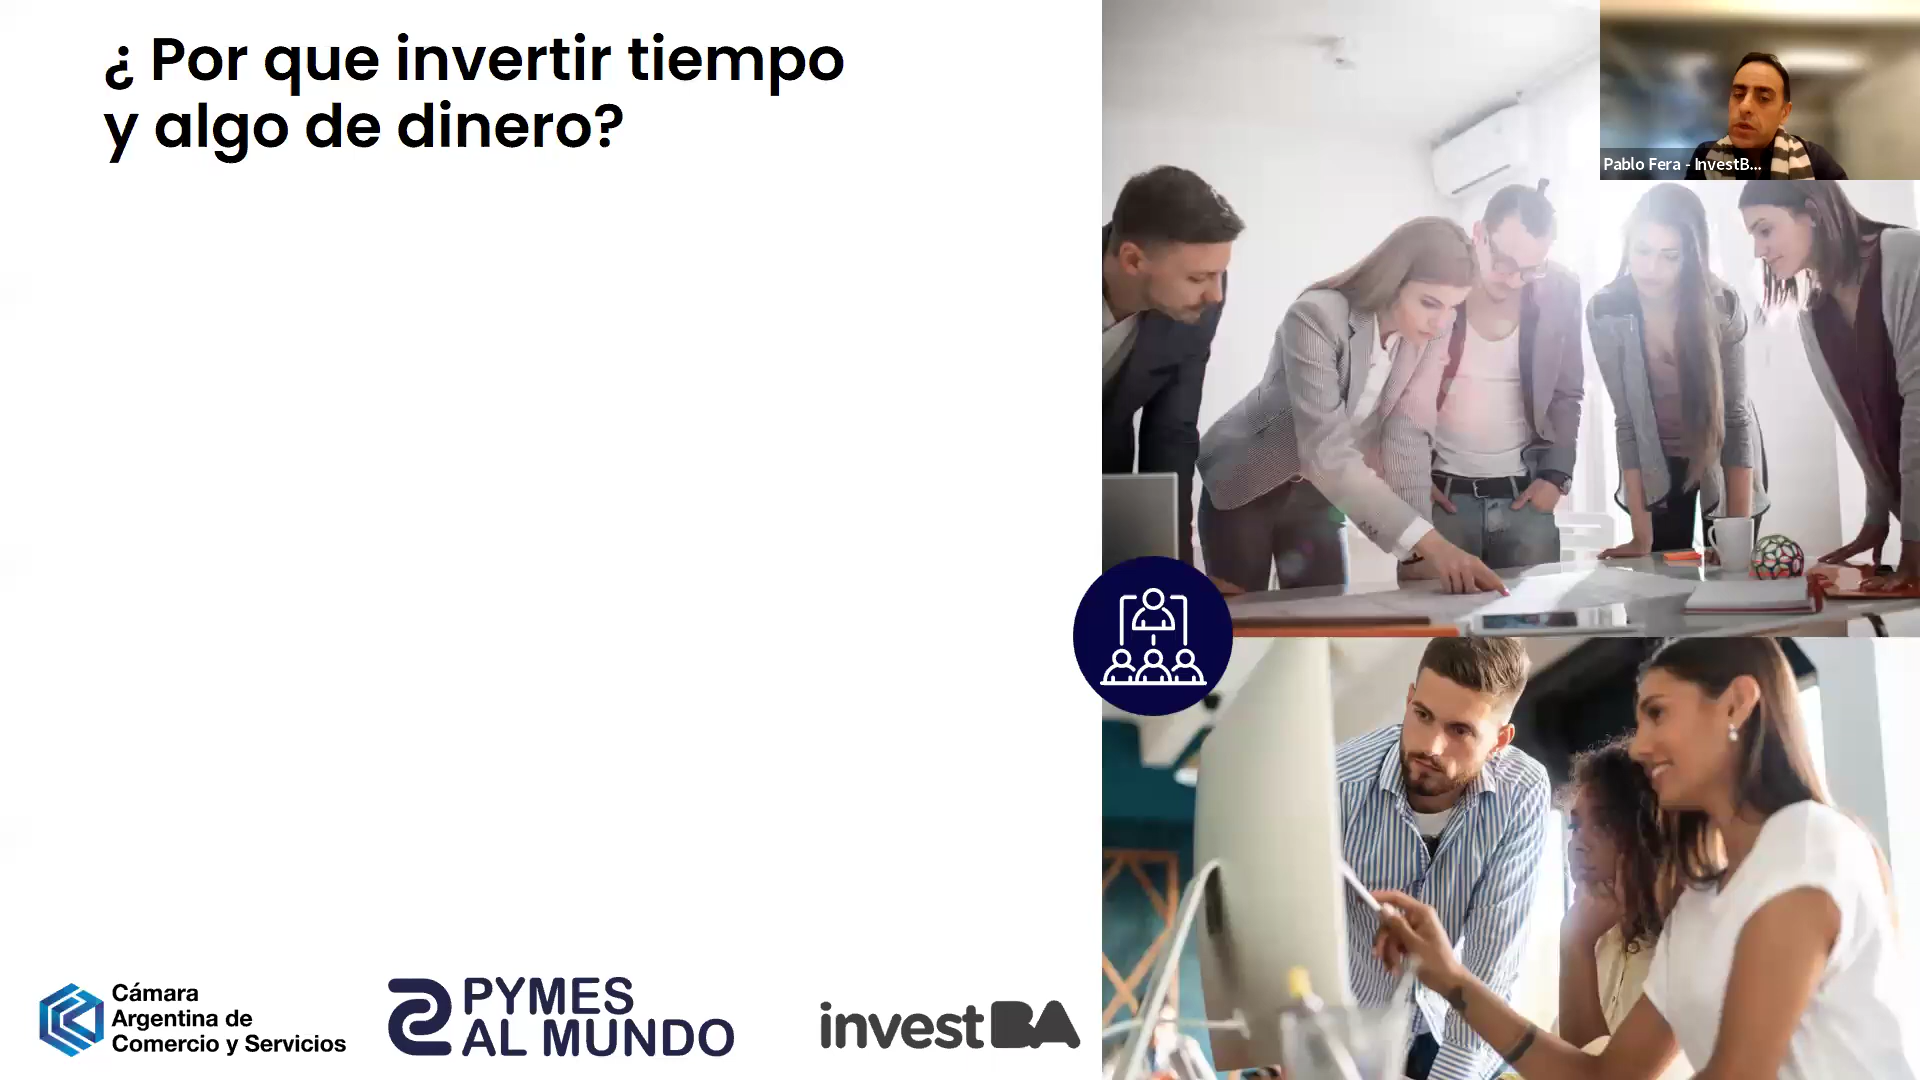 ¿ Por que invertir tiempo
y algo de dinero?
Pablo Fera - InvestB...
Cámara
Argentina de
Comercio y Servicios
PYMES
AL MUNDO
investBA